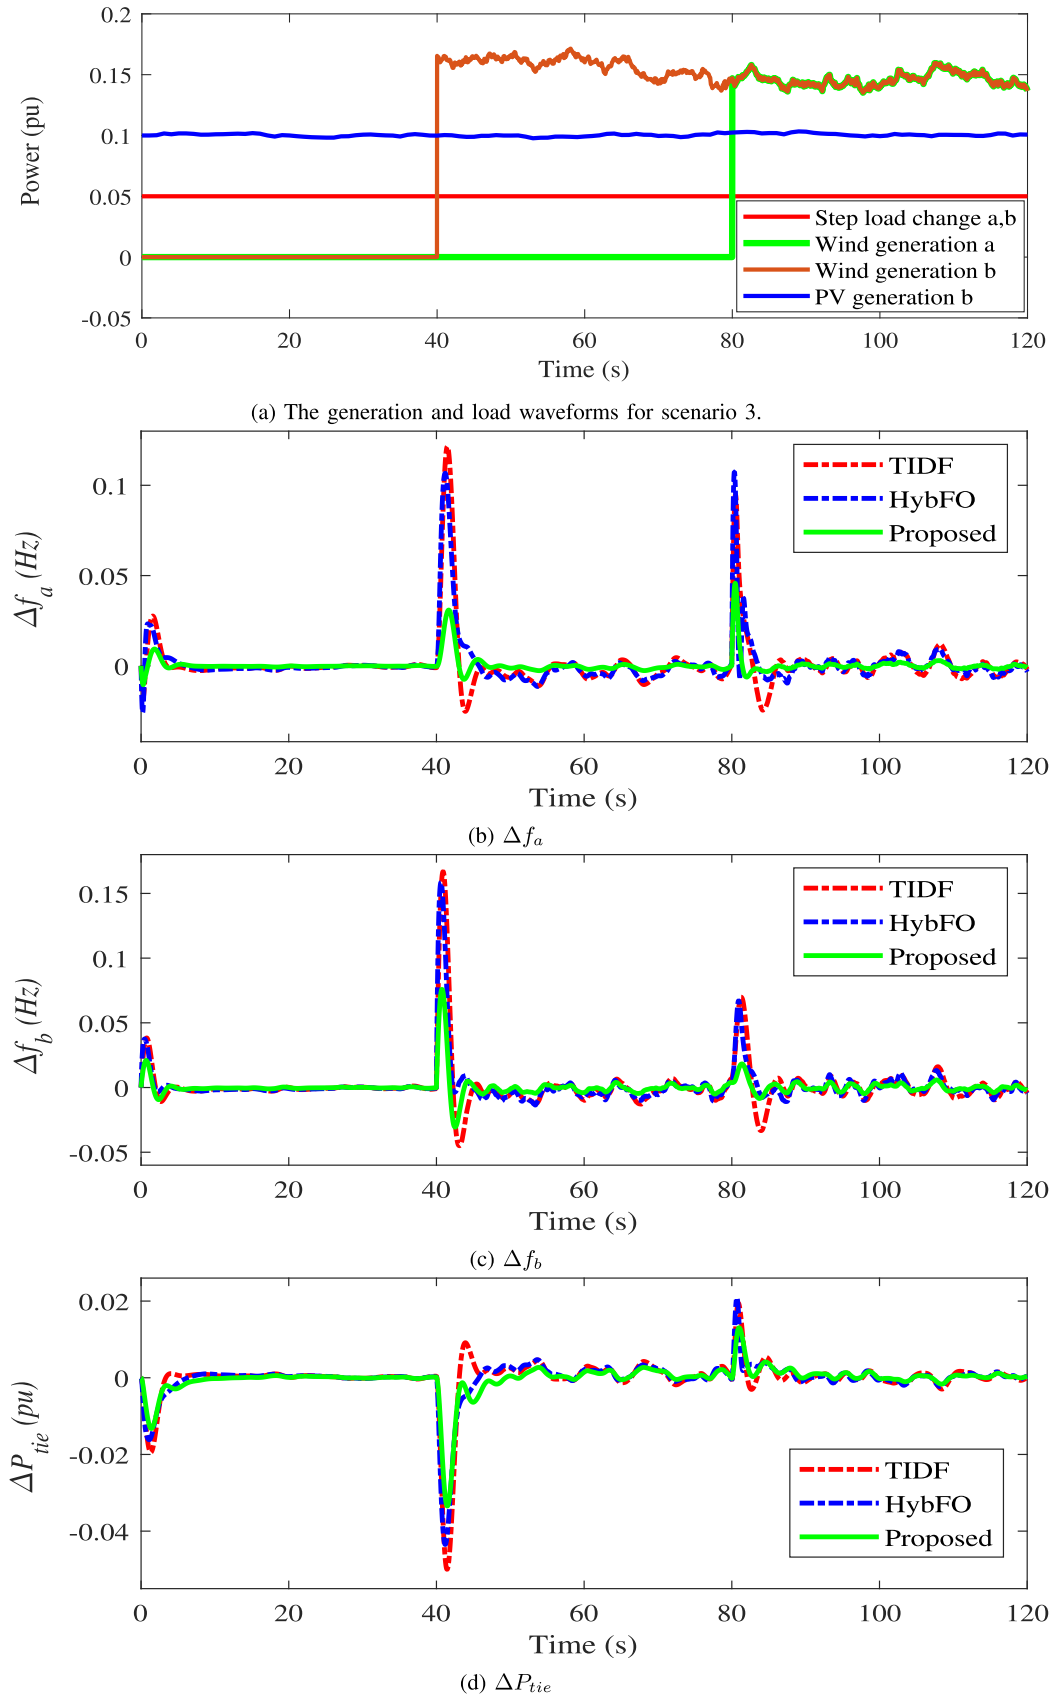 0.2
0.15
0.1
0.05
0
-0.05
Power (pu)
Step load change a,b
Wind generation a
Wind generation b
PV generation b
0 20 40 60 80 100 120
Time (s)
(a) The generation and load waveforms for scenario 3.
0.1
0.05
0
Δf_a (Hz)
TIDF
HybFO
Proposed
0 20 40 60 80 100 120
Time (s)
(b) Δf_a
0.15
0.1
0.05
0
-0.05
Δf_b (Hz)
TIDF
HybFO
Proposed
0 20 40 60 80 100 120
Time (s)
(c) Δf_b
0.02
0
-0.02
-0.04
ΔP_tie (pu)
TIDF
HybFO
Proposed
0 20 40 60 80 100 120
Time (s)
(d) ΔP_tie